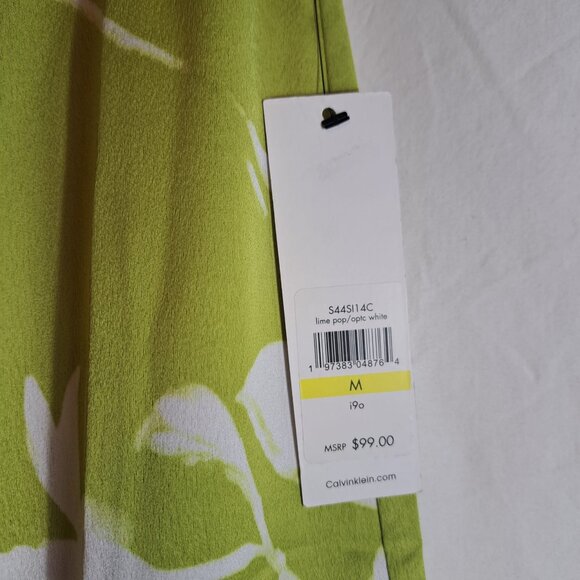 S44SI14C
lime pop/optc white
1 97383 04876 4
M
i9o
MSRP $99.00
Calvinklein.com